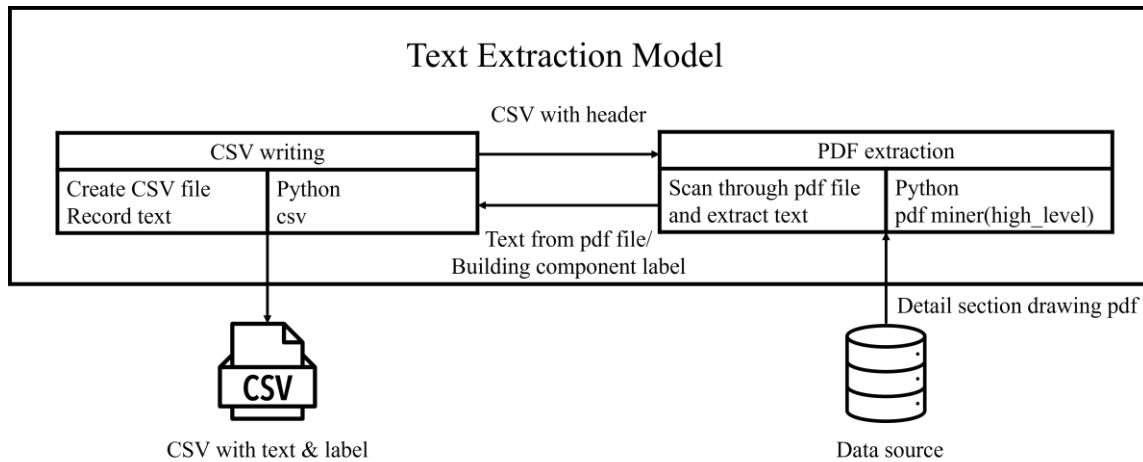 Text Extraction Model
CSV with header
CSV writing
Create CSV file
Record text
Python
csv
PDF extraction
Scan through pdf file
and extract text
Python
pdf miner(high_level)
Text from pdf file/
Building component label
Detail section drawing pdf
CSV
CSV with text & label
Data source